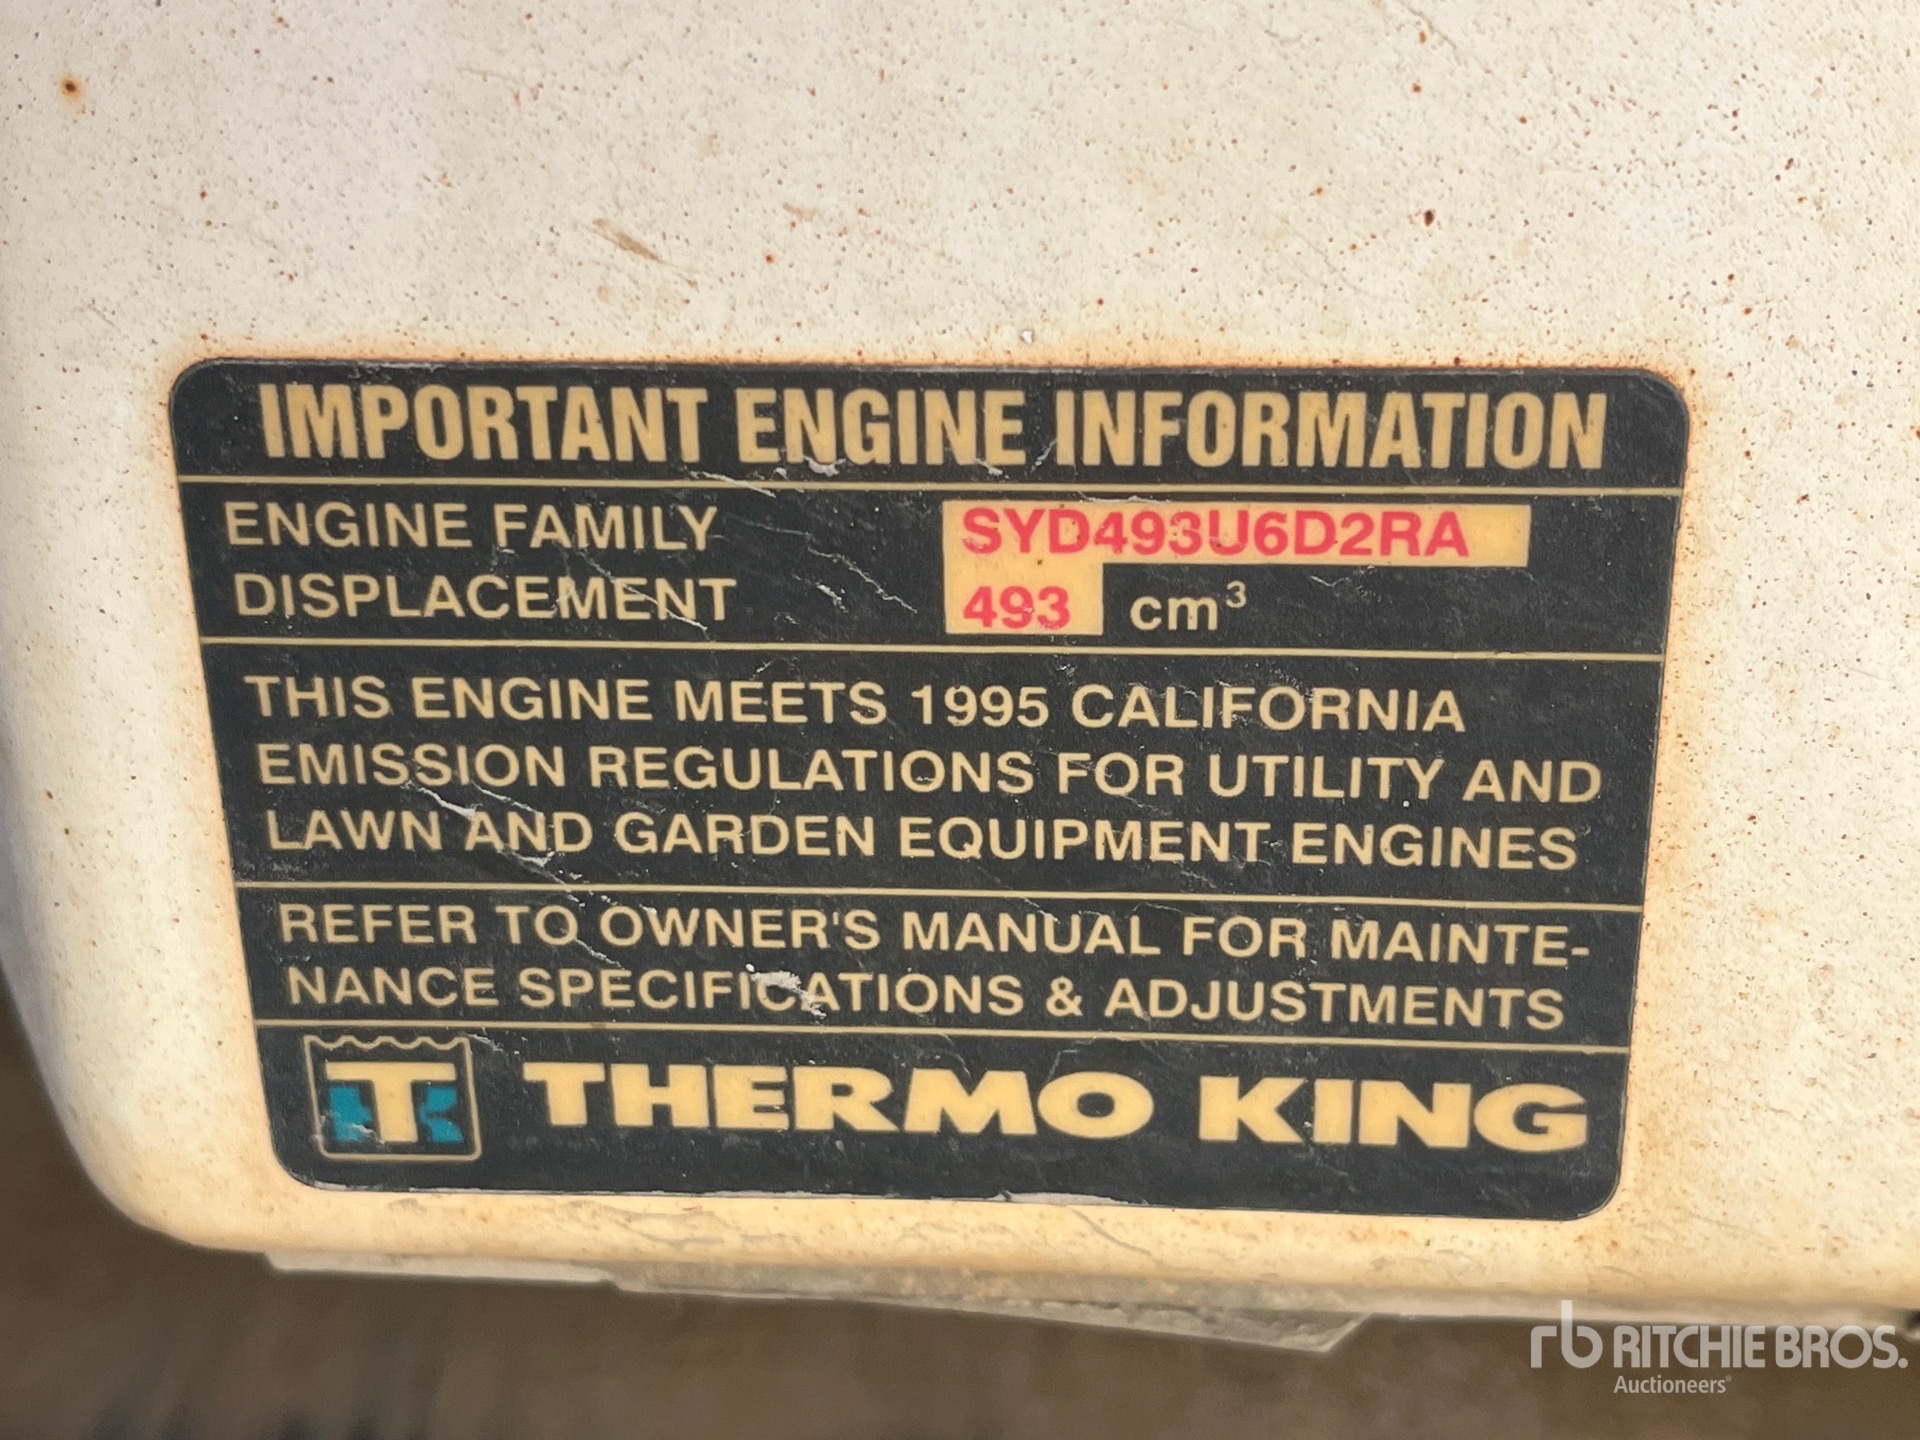 IMPORTANT ENGINE INFORMATION
ENGINE FAMILY SYD493U6D2RA
DISPLACEMENT 493 cm³
THIS ENGINE MEETS 1995 CALIFORNIA
EMISSION REGULATIONS FOR UTILITY AND
LAWN AND GARDEN EQUIPMENT ENGINES
REFER TO OWNER'S MANUAL FOR MAINTE-
NANCE SPECIFICATIONS & ADJUSTMENTS
TK THERMO KING
rb RITCHIE BROS.
Auctioneers